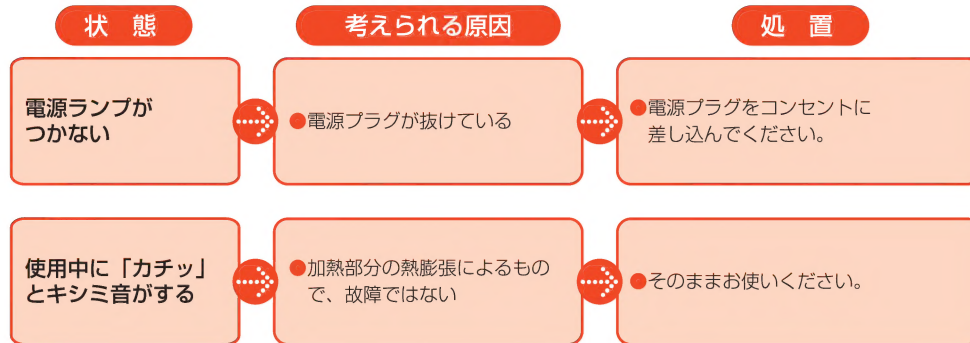 状　態
考えられる原因
処　置
電源ランプが
つかない
●電源プラグが抜けている
●電源プラグをコンセントに
差し込んでください。
使用中に「カチッ」
とキシミ音がする
●加熱部分の熱膨張によるもの
で、故障ではない
●そのままお使いください。